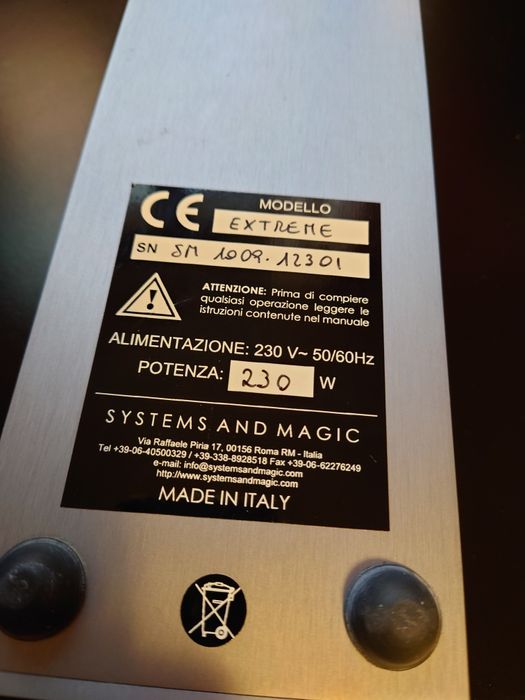 CE MODELLO
EXTREME
SN SM 1009.12301
ATTENZIONE: Prima di compiere
qualsiasi operazione leggere le
istruzioni contenute nel manuale
ALIMENTAZIONE: 230 V~ 50/60Hz
POTENZA: 230 W
SYSTEMS AND MAGIC
Via Raffaele Piria 17, 00156 Roma RM - Italia
Tel +39-06-40500329 / +39-338-8928518 Fax +39-06-62276249
e-mail: info@systemsandmagic.com
http://www.systemsandmagic.com
MADE IN ITALY